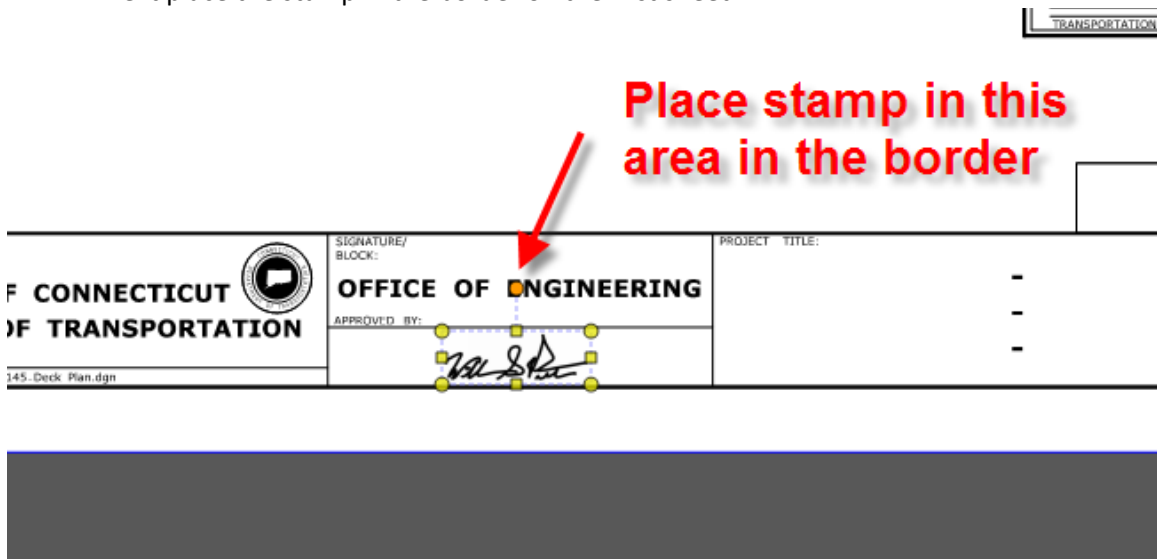 TRANSPORTATION
Place stamp in this
area in the border
SIGNATURE/
BLOCK:
OFFICE OF ENGINEERING
APPROVED BY:
PROJECT TITLE:
-
-
-
CONNECTICUT
OF TRANSPORTATION
145_Deck Plan.dgn